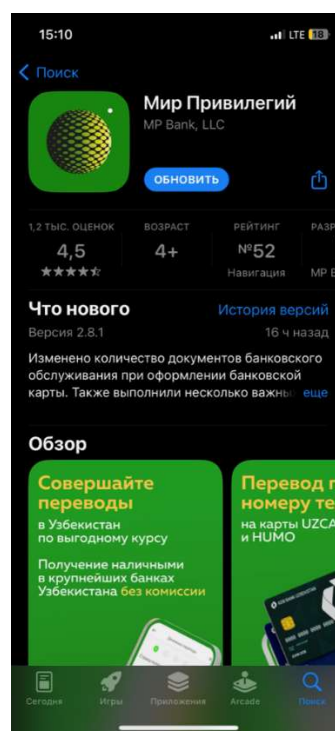 15:10
LTE 18
Поиск
Мир Привилегий
MP Bank, LLC
ОБНОВИТЬ
1,2 ТЫС. ОЦЕНОК ВОЗРАСТ РЕЙТИНГ
4,5 4+ №52
Навигация
Что нового История версий
Версия 2.8.1 16 ч назад
Изменено количество документов банковского
обслуживания при оформлении банковской
карты. Также выполнили несколько еще
Обзор
Совершайте
переводы
в Узбекистан
по выгодному курсу
Получение наличными
в крупнейших банках
Узбекистана без комиссии
Перевод
номеру
на карты
и HUMO
Сегодня Игры Приложения Arcade Поиск